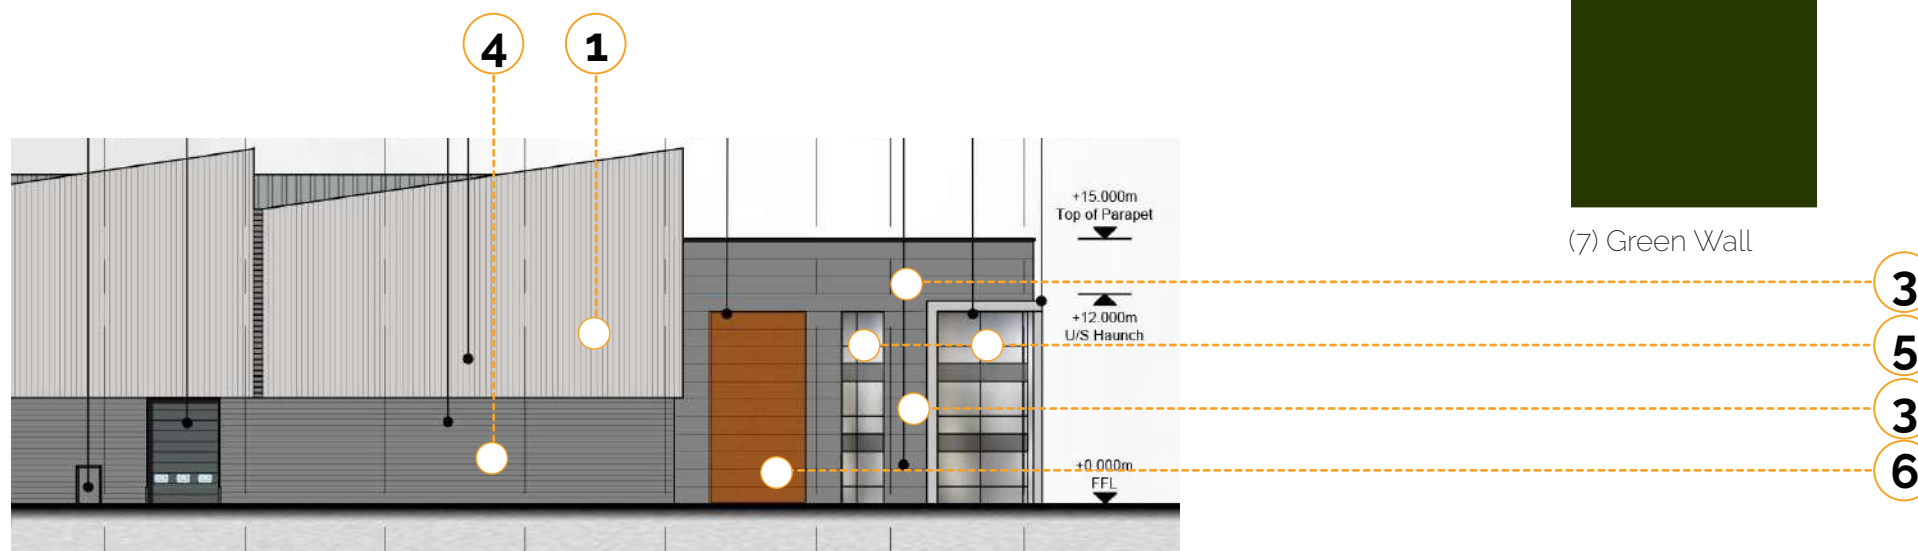 4 1
+15.000m
Top of Parapet
(7) Green Wall
3
+12.000m
U/S Haunch
5
3
+0.000m
FFL
6